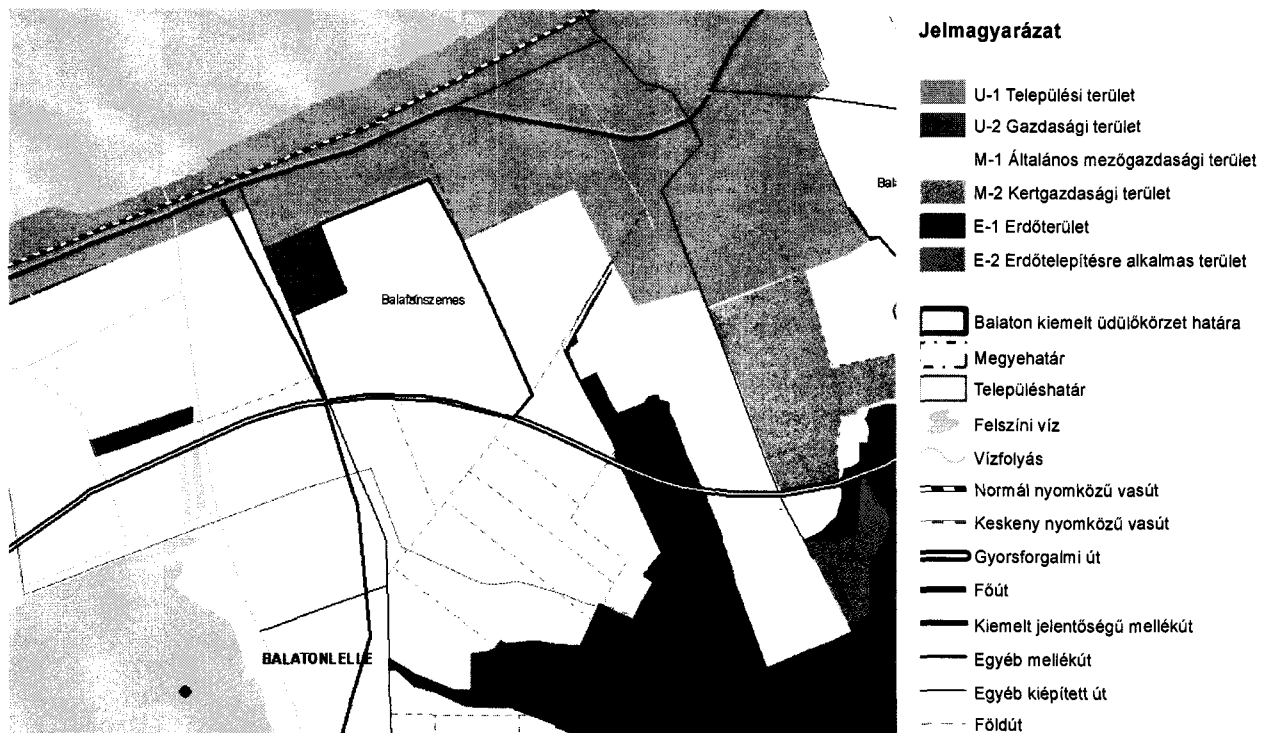 Jelmagyarázat
U-1 Települési terület
U-2 Gazdasági terület
M-1 Általános mezőgazdasági terület
M-2 Kertgazdasági terület
E-1 Erdőterület
E-2 Erdőtelepítésre alkalmas terület
Balaton kiemelt üdülőkörzet határa
Megyehatár
Településhatár
Felszíni víz
Vízfolyás
Normál nyomközű vasút
Keskeny nyomközű vasút
Gyorsforgalmi út
Főút
Kiemelt jelentőségű mellékút
Egyéb mellékút
Egyéb kiépített út
Földút
Balatonszemes
BALATONLELLE